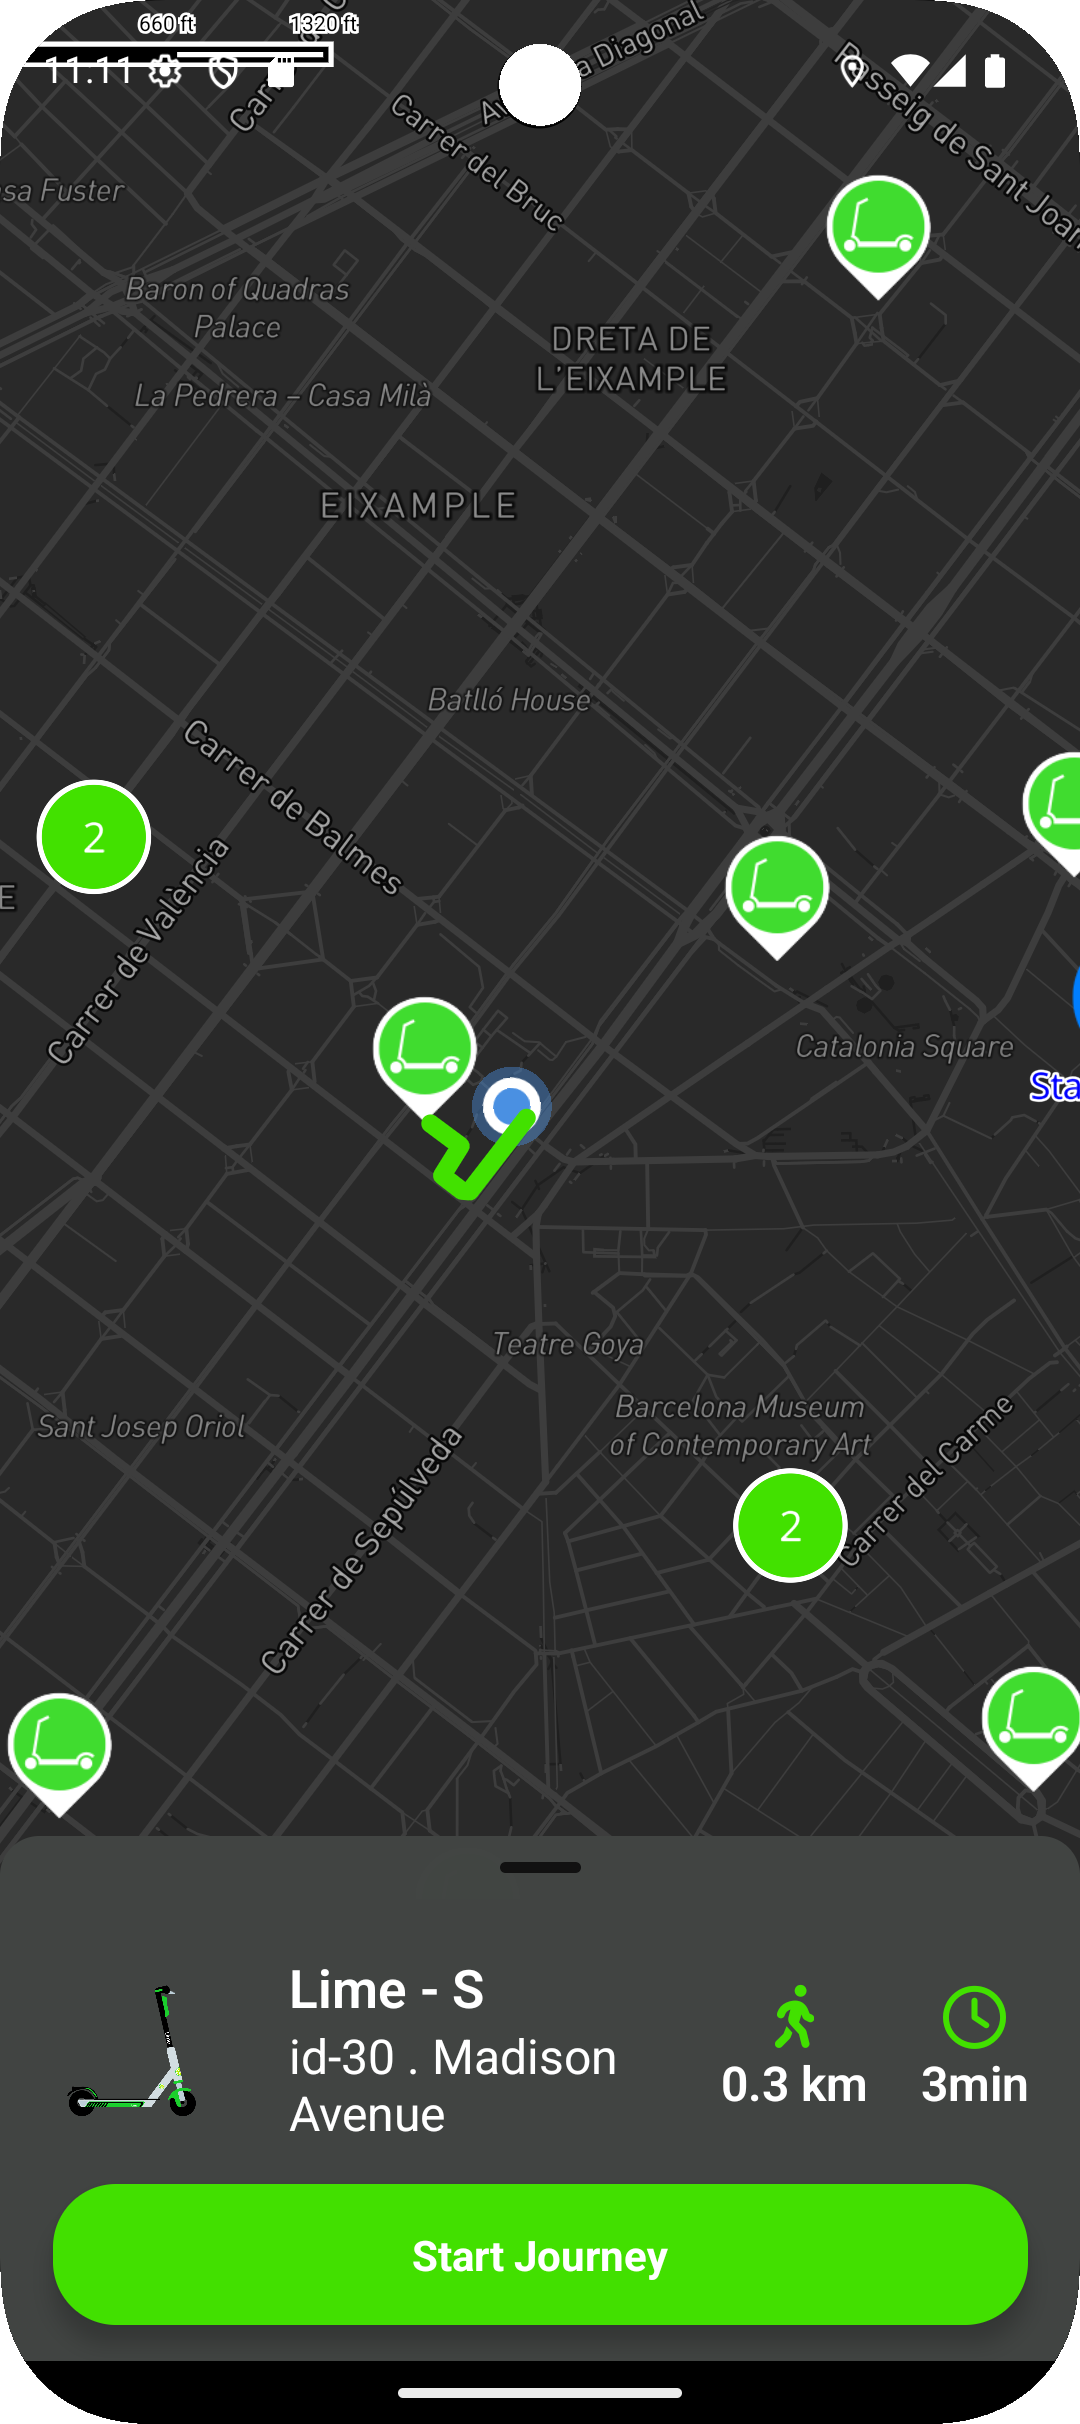 660 ft
1320 ft
11:11
Diagonal
Passeig de Sant Joan
Carrer del Bruc
sa Fuster
Baron of Quadras
Palace
DRETA DE
L'EIXAMPLE
La Pedrera – Casa Milà
EIXAMPLE
Batlló House
Carrer de Balmes
2
Carrer de València
E
Catalonia Square
Sta
Teatre Goya
Barcelona Museum
of Contemporary Art
Sant Josep Oriol
Carrer del Carme
Carrer de Sepúlveda
2
Lime - S
id-30 . Madison
Avenue
0.3 km
3min
Start Journey